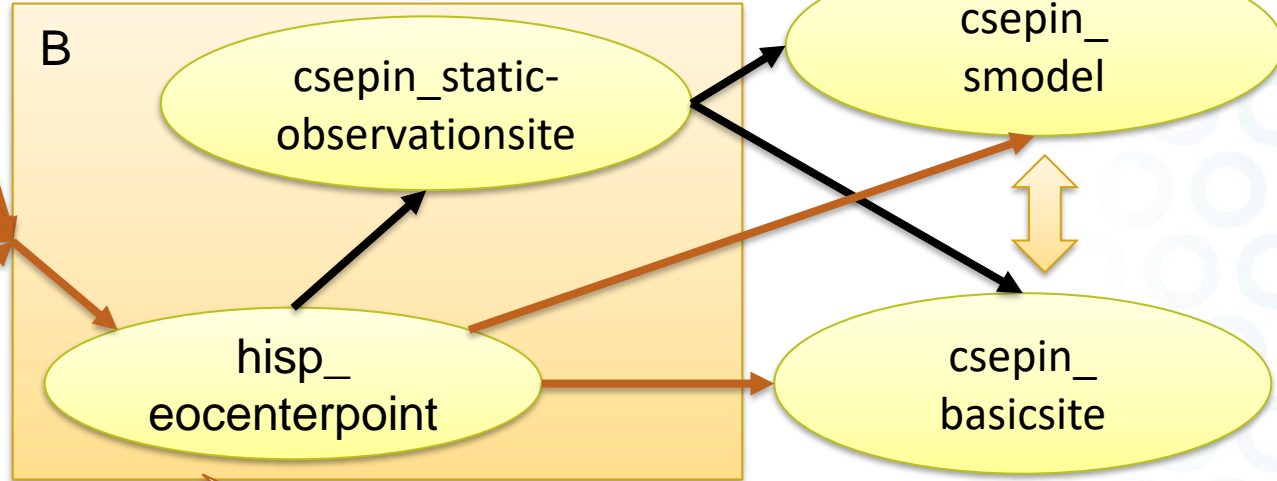 B
csepin_static-
observationsite
csepin_
smodel
hisp_
eocenterpoint
csepin_
basicsite